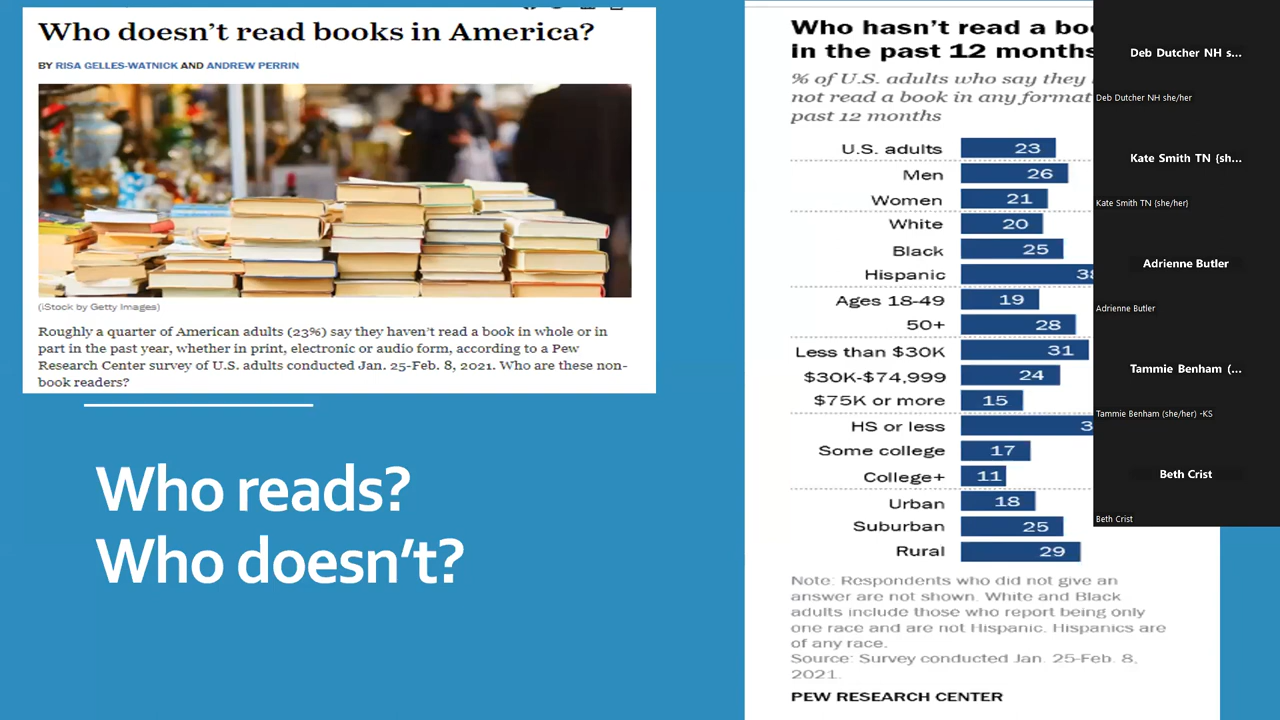 Who doesn't read books in America?
BY RISA GELLES-WATNICK AND ANDREW PERRIN
(iStock by Getty Images)
Roughly a quarter of American adults (23%) say they haven't read a book in whole or in
part in the past year, whether in print, electronic or audio form, according to a Pew
Research Center survey of U.S. adults conducted Jan. 25-Feb. 8, 2021. Who are these non-
book readers?
Who reads?
Who doesn't?
Who hasn't read a
in the past 12 months
% of U.S. adults who say they
not read a book in any format
past 12 months
U.S. adults 23
Men 26
Women 21
White 20
Black 25
Hispanic
Ages 18-49 19
50+ 28
Less than $30K 31
$30K-$74,999 24
$75K or more 15
HS or less
Some college 17
College+ 11
Urban 18
Suburban 25
Rural 29
Note: Respondents who did not give an
answer are not shown. White and Black
adults include those who report being only
one race and are not Hispanic. Hispanics are
of any race.
Source: Survey conducted Jan. 25-Feb. 8,
2021.
PEW RESEARCH CENTER
Deb Dutcher NH s...
Deb Dutcher NH she/her
Kate Smith TN (sh...
Kate Smith TN (she/her)
Adrienne Butler
Adrienne Butler
Tammie Benham (...
Tammie Benham (she/her) -KS
Beth Crist
Beth Crist